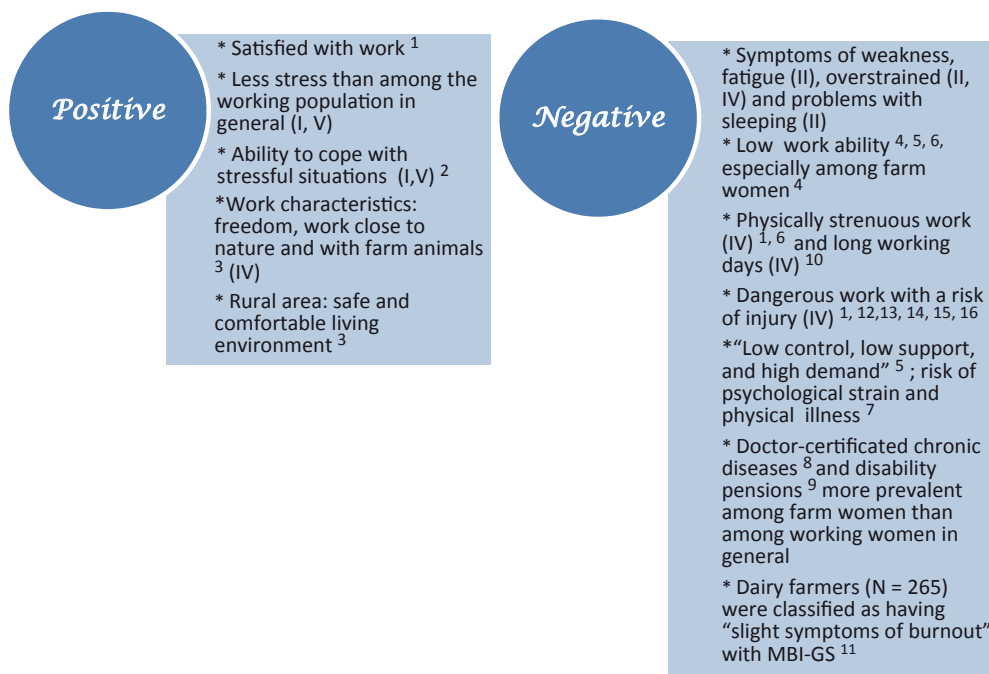 Positive
* Satisfied with work 1
* Less stress than among the
working population in
general (I, V)
* Ability to cope with
stressful situations (I,V) 2
*Work characteristics:
freedom, work close to
nature and with farm animals
3 (IV)
* Rural area: safe and
comfortable living
environment 3
Negative
* Symptoms of weakness,
fatigue (II), overstrained (II,
IV) and problems with
sleeping (II)
* Low work ability 4, 5, 6,
especially among farm
women 4
* Physically strenuous work
(IV) 1, 6 and long working
days (IV) 10
* Dangerous work with a risk
of injury (IV) 1, 12,13, 14, 15, 16
*“Low control, low support,
and high demand” 5 ; risk of
psychological strain and
physical illness 7
* Doctor-certificated chronic
diseases 8 and disability
pensions 9 more prevalent
among farm women than
among working women in
general
* Dairy farmers (N = 265)
were classified as having
“slight symptoms of burnout”
with MBI-GS 11